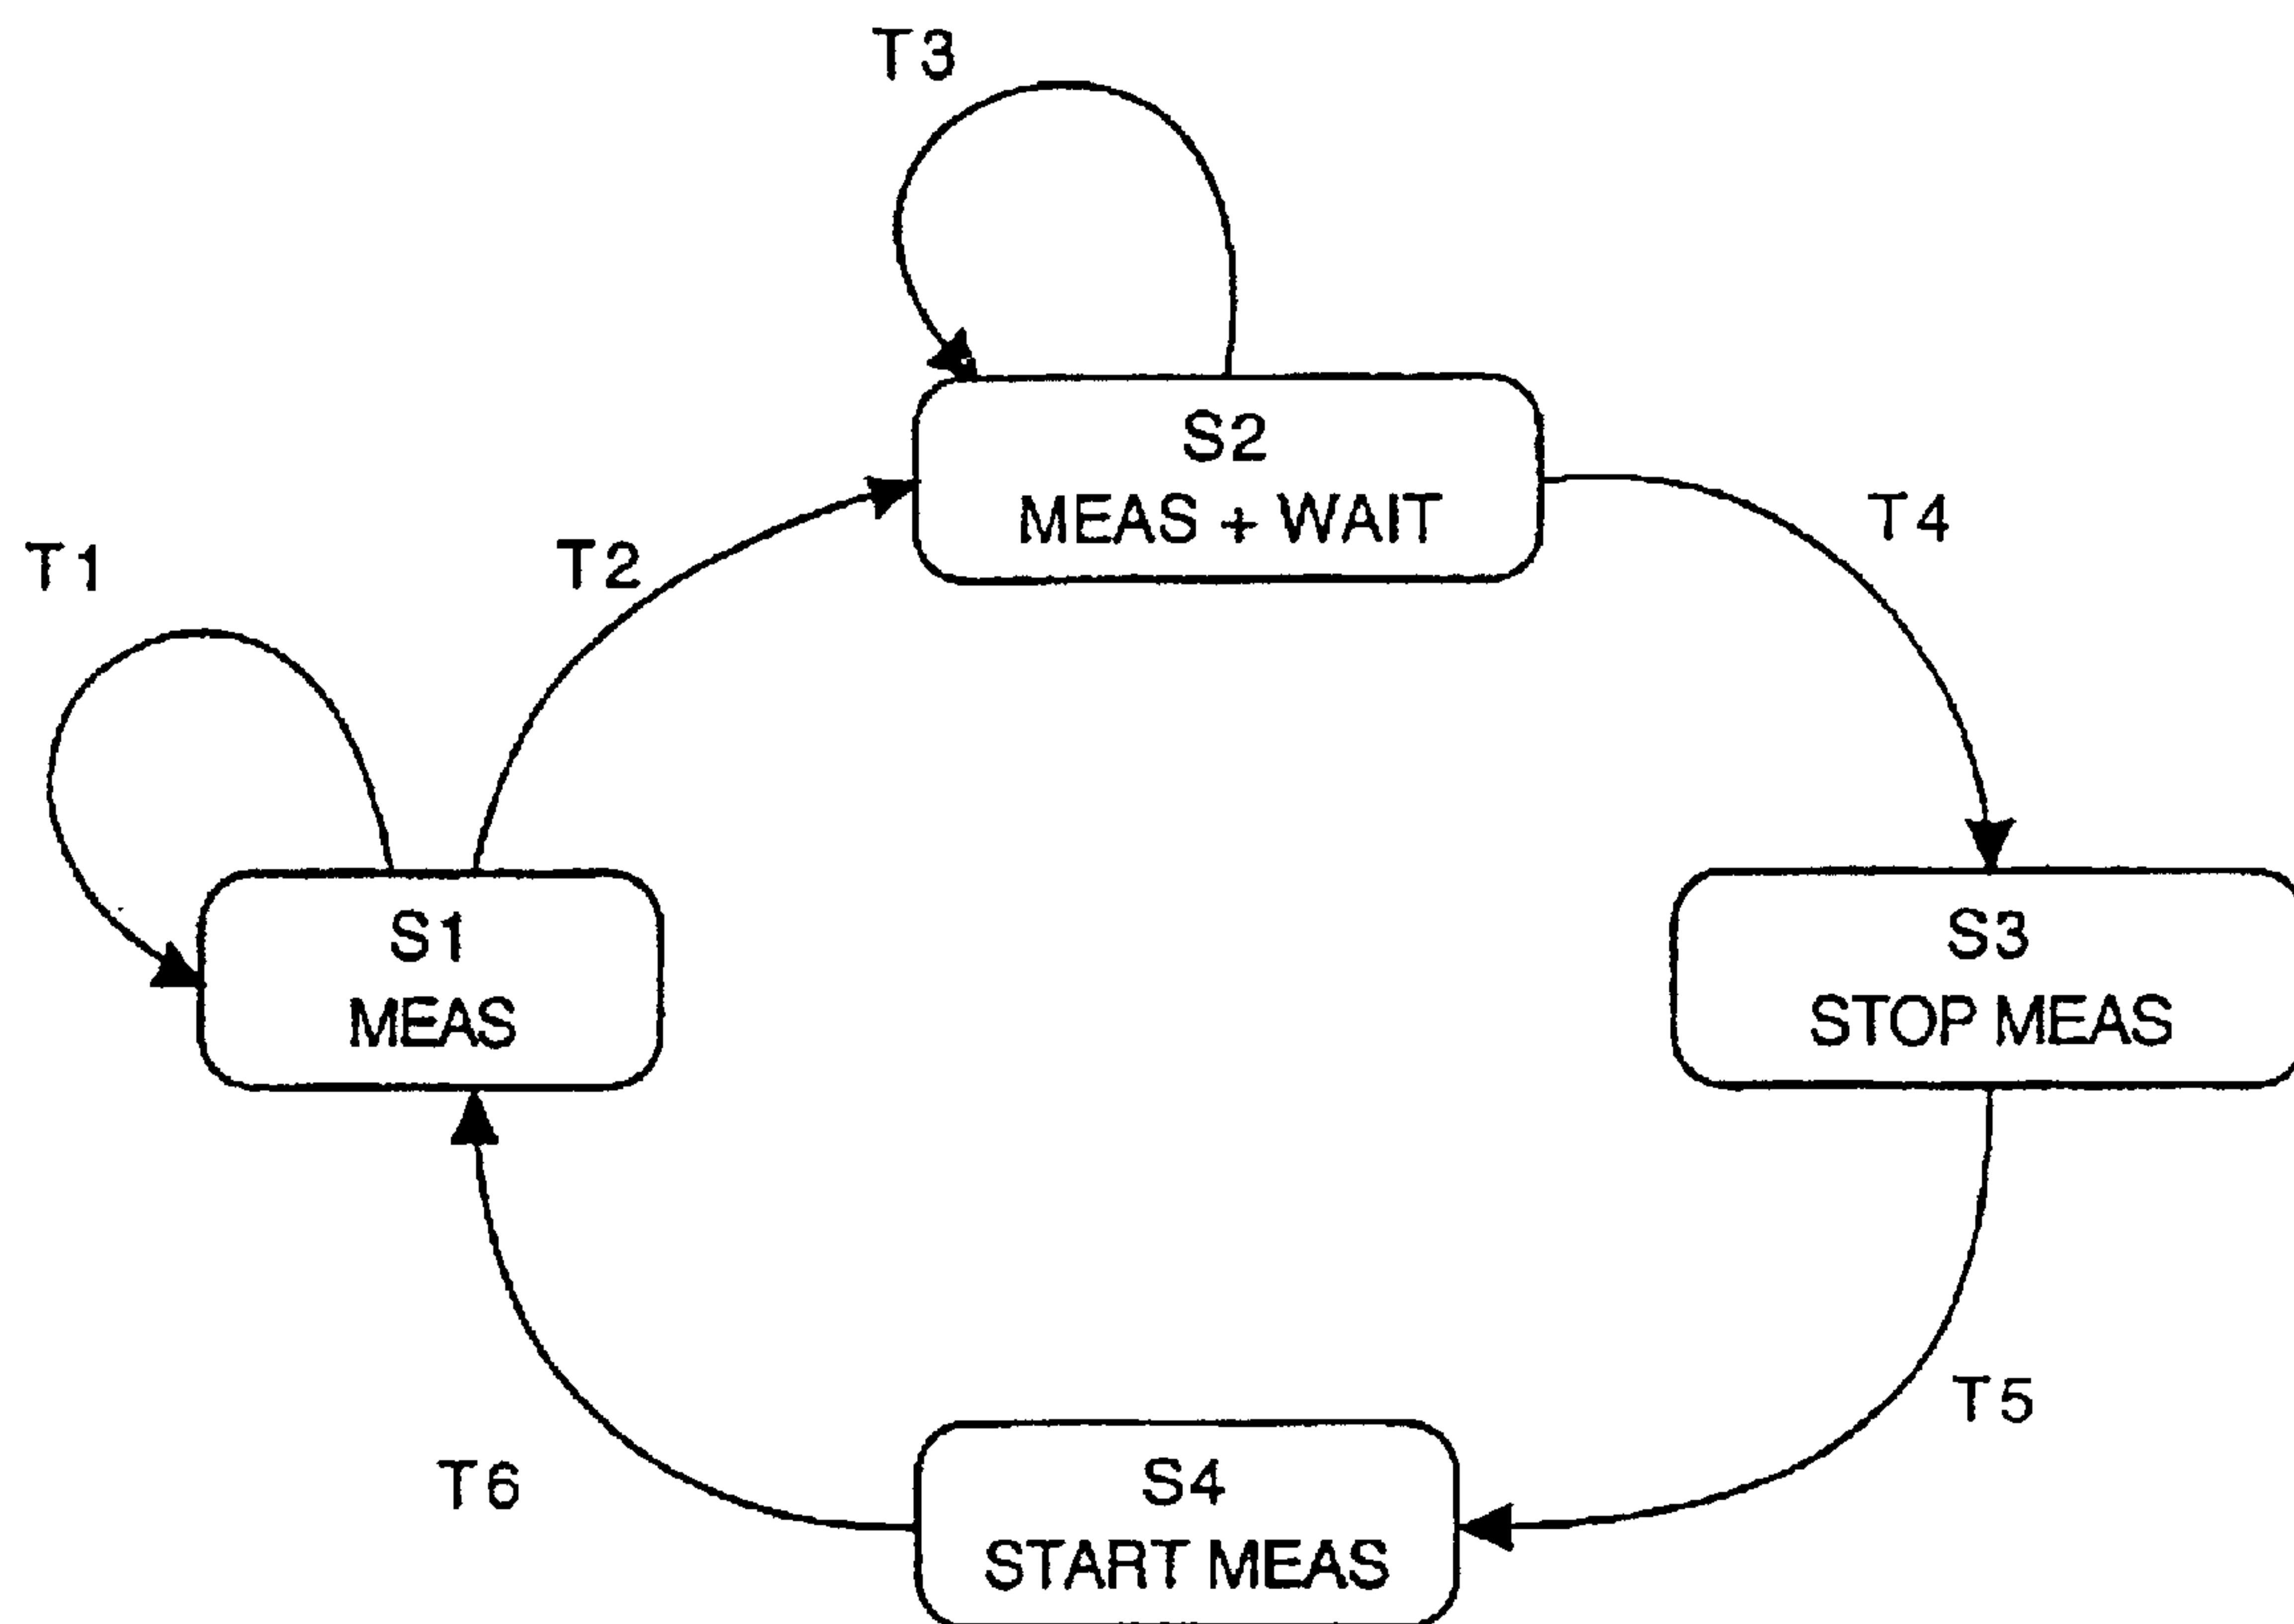 T3
S2
MEAS + WAIT
T4
T1
T2
S1
MEAS
S3
STOP MEAS
T5
T6
S4
START MEAS